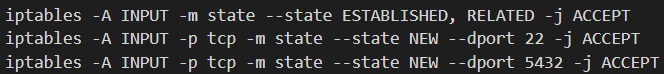 iptables -A INPUT -m state --state ESTABLISHED, RELATED -j ACCEPT
iptables -A INPUT -p tcp -m state --state NEW --dport 22 -j ACCEPT
iptables -A INPUT -p tcp -m state --state NEW --dport 5432 -j ACCEPT